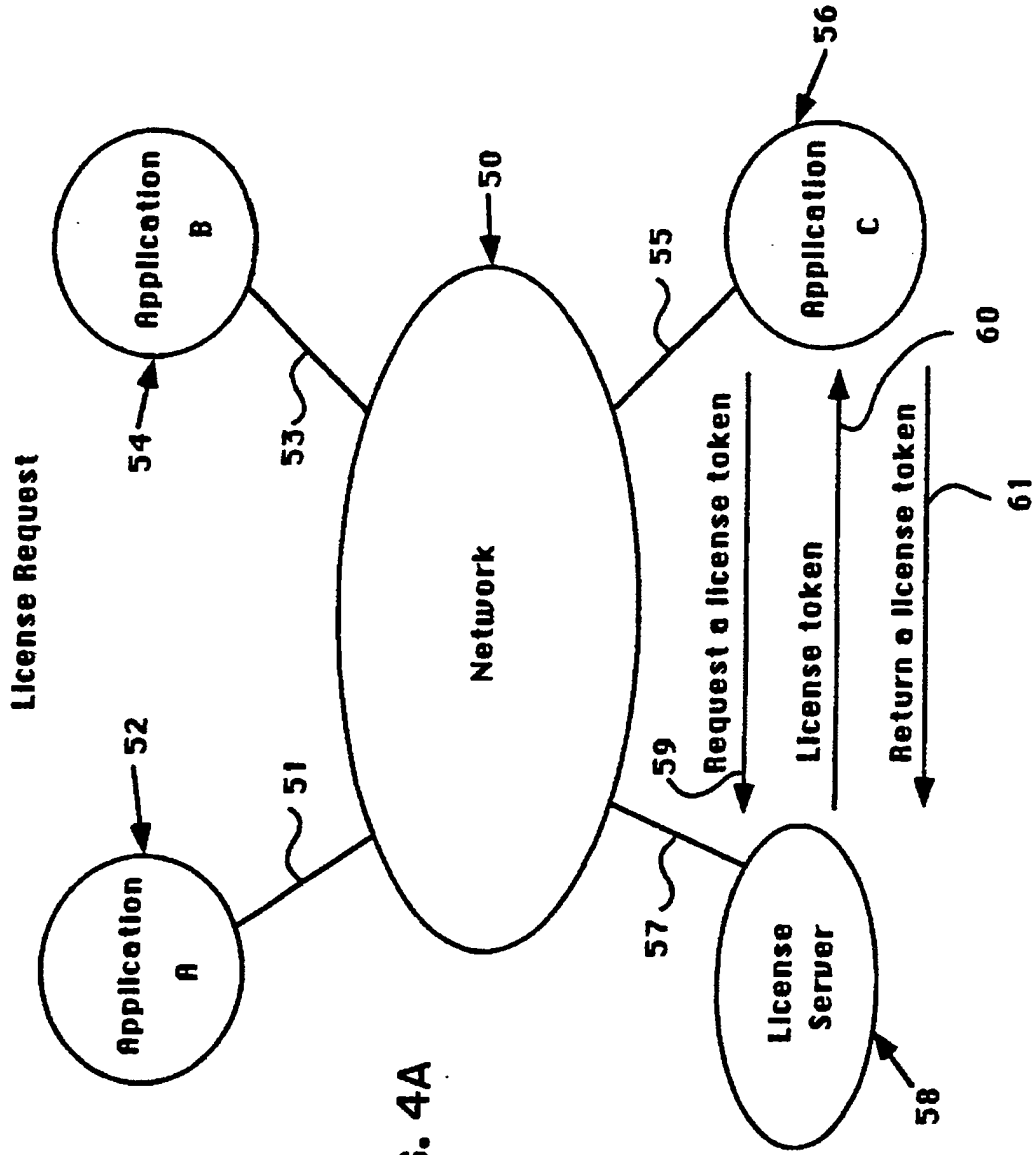 License Request
52
Application
A
51
54
Application
B
53
Network
50
57
License
Server
58
59
Request a license token
License token
Return a license token
55
Application
C
56
60
61
4A